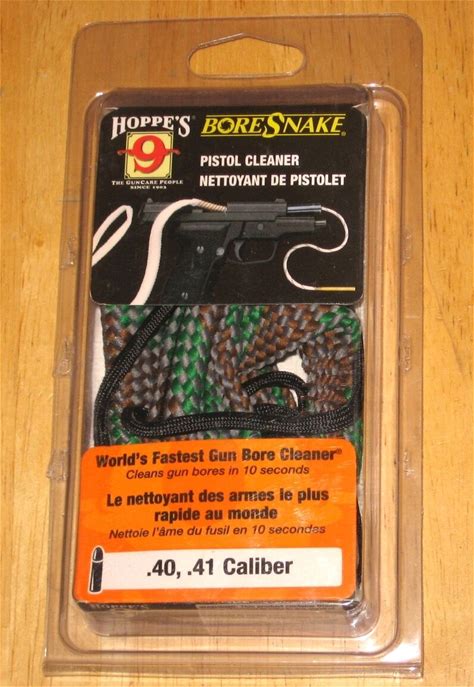 HOPPE'S
9
THE GUNCARE PEOPLE
SINCE 1903
BORESNAKE®
PISTOL CLEANER
NETTOYANT DE PISTOLET
World's Fastest Gun Bore Cleaner®
Cleans gun bores in 10 seconds
Le nettoyant des armes le plus
rapide au monde
Nettoie l'âme du fusil en 10 secondes
.40, .41 Caliber